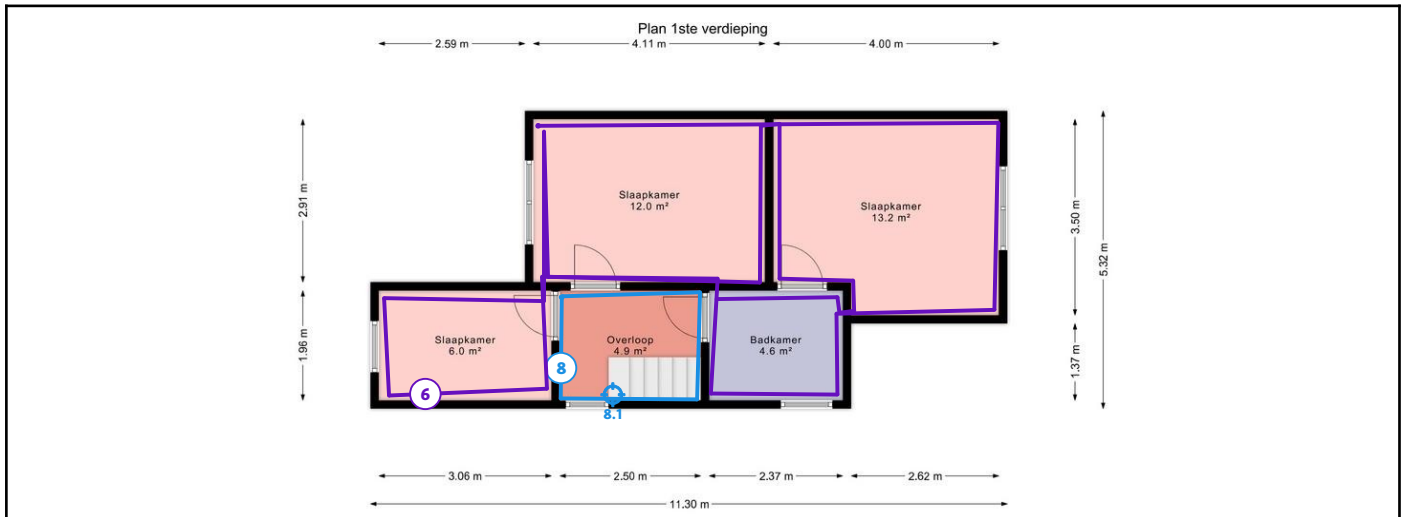 Plan 1ste verdieping
2.59 m
4.11 m
4.00 m
2.91 m
1.96 m
3.50 m
1.37 m
5.32 m
Slaapkamer
12.0 m²
Slaapkamer
13.2 m²
Slaapkamer
6.0 m²
Overloop
4.9 m²
Badkamer
4.6 m²
6
8
8.1
3.06 m
2.50 m
2.37 m
2.62 m
11.30 m